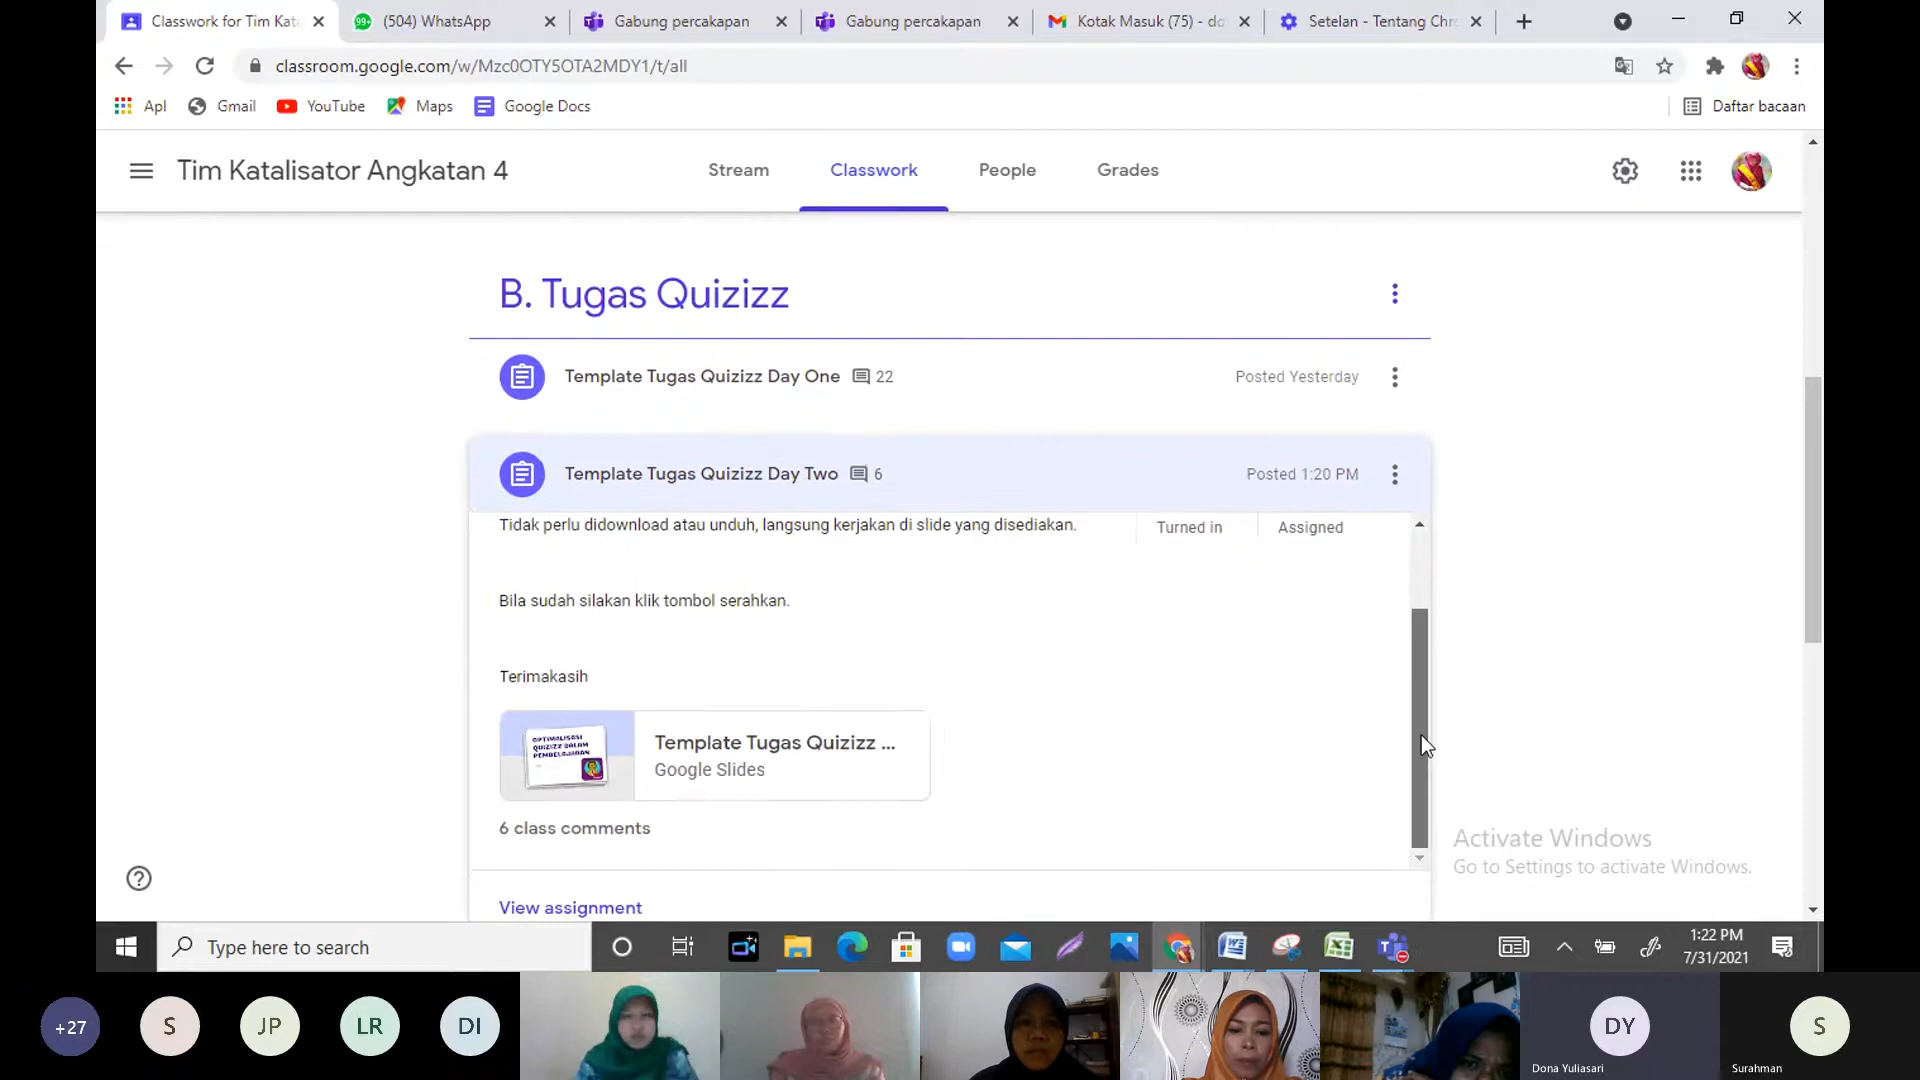 Classwork for Tim Kata
(504) WhatsApp
Gabung percakapan
Gabung percakapan
Kotak Masuk (75) - do
Setelan - Tentang Chr
classroom.google.com/w/Mzc0OTY5OTA2MDY1/t/all
Apl
Gmail
YouTube
Maps
Google Docs
Daftar bacaan
Tim Katalisator Angkatan 4
Stream
Classwork
People
Grades
B. Tugas Quizizz
Template Tugas Quizizz Day One
22
Posted Yesterday
Template Tugas Quizizz Day Two
6
Posted 1:20 PM
Tidak perlu didownload atau unduh, langsung kerjakan di slide yang disediakan.
Turned in
Assigned
Bila sudah silakan klik tombol serahkan.
Terimakasih
OPTIMALISASI
QUIZIZZ DALAM
PEMBELAJARAN
Template Tugas Quizizz ...
Google Slides
6 class comments
View assignment
Activate Windows
Go to Settings to activate Windows.
Type here to search
1:22 PM
7/31/2021
+27
S
JP
LR
DI
DY
Dona Yuliasari
S
Surahman